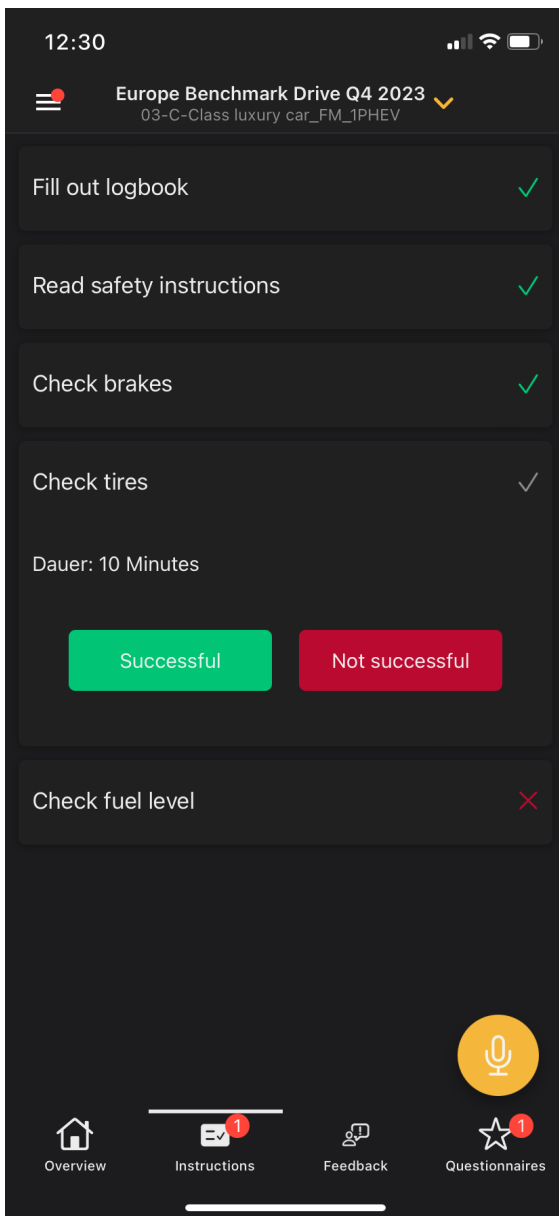 12:30
Europe Benchmark Drive Q4 2023
03-C-Class luxury car_FM_1PHEV
Fill out logbook
Read safety instructions
Check brakes
Check tires
Dauer: 10 Minutes
Successful
Not successful
Check fuel level
1
1
Overview
Instructions
Feedback
Questionnaires